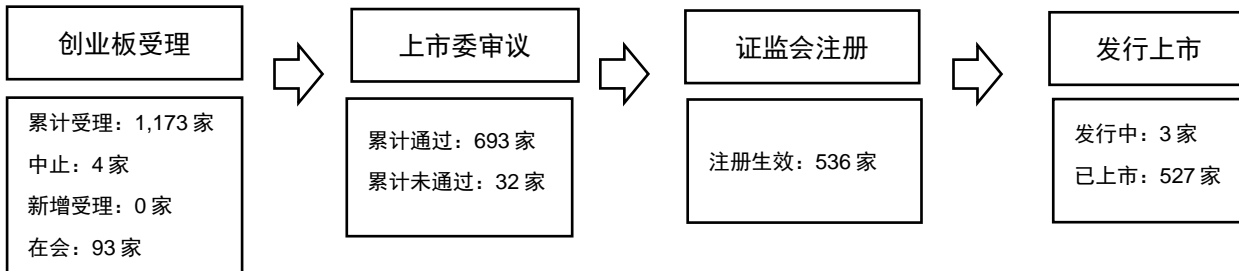 创业板受理
累计受理：1,173 家
中止：4 家
新增受理：0 家
在会：93 家
上市委审议
累计通过：693 家
累计未通过：32 家
证监会注册
注册生效：536 家
发行上市
发行中：3 家
已上市：527 家